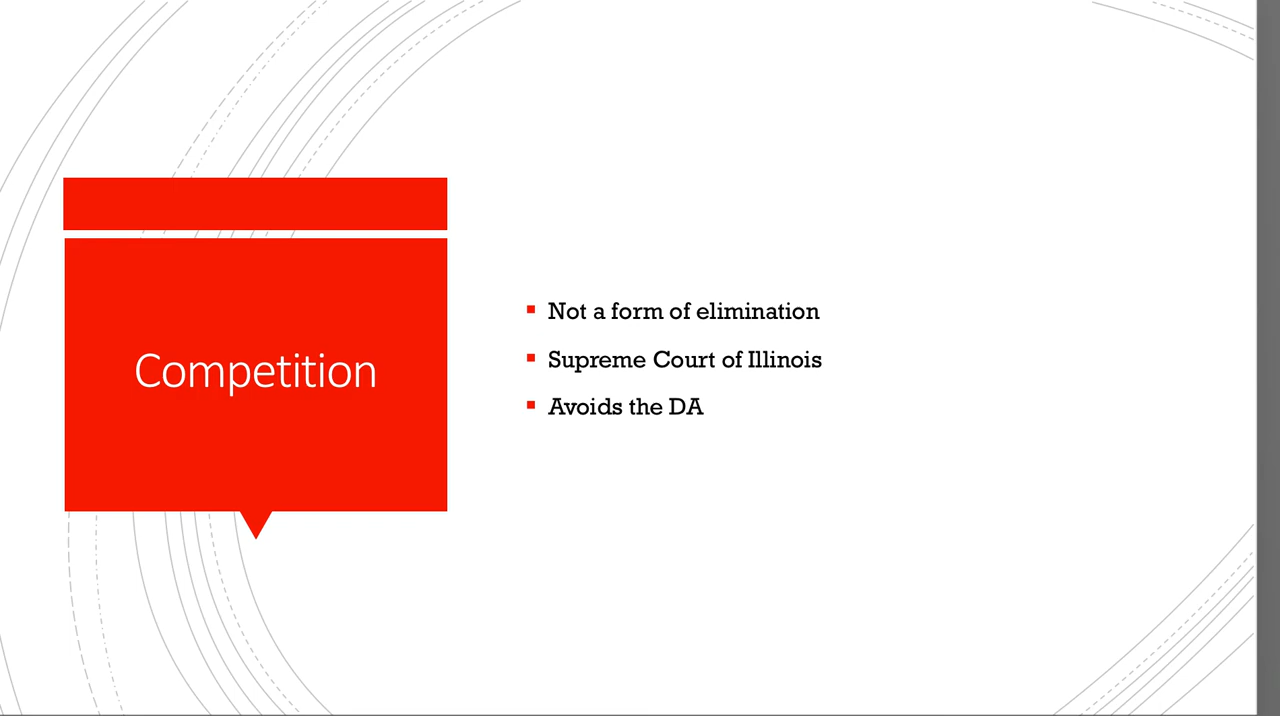 Competition
Not a form of elimination
Supreme Court of Illinois
Avoids the DA